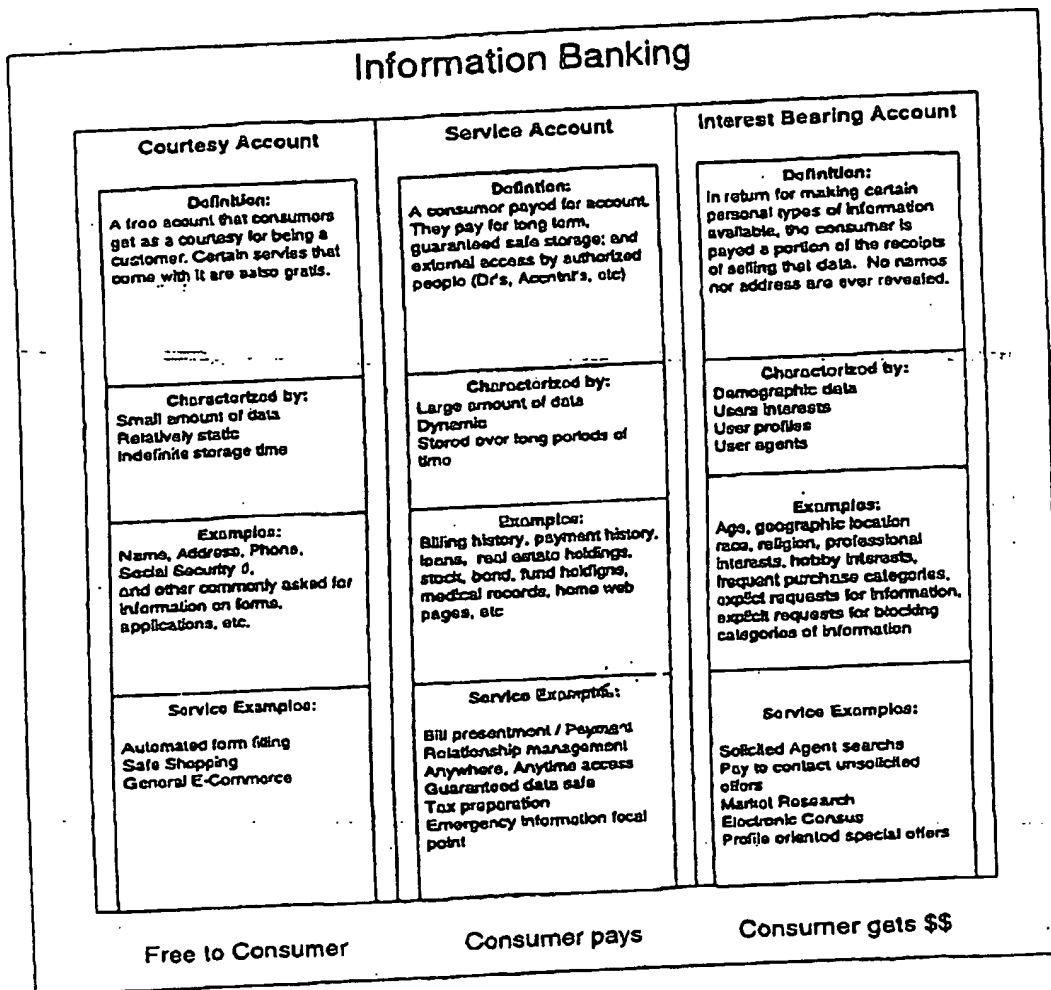 Information Banking
Courtesy Account
Definition:
A free acount that consumers
get as a courtesy for being a
customer. Certain servies that
come with it are aalso gratis.
Characterized by:
Small amount of data
Relatively static
Indefinite storage time
Examples:
Name, Address, Phone,
Social Security #,
and other commonly asked for
information on forms,
applications, etc.
Service Examples:
Automated form filling
Safe Shopping
General E-Commerce
Free to Consumer
Service Account
Defintion:
A consumer payed for account.
They pay for long term,
guaranteed safe storage; and
external access by authorized
people (Dr's, Accntnt's, etc)
Characterized by:
Large amount of data
Dynamic
Stored over long periods of
time
Examples:
Billing history, payment history,
loans, real estate holdings,
stock, bond, fund holdigns,
medical records, home web
pages, etc
Service Examples:
Bill presentment / Payment
Relationship management
Anywhere, Anytime access
Guaranteed data safe
Tax preparation
Emergency information focal
point
Consumer pays
Interest Bearing Account
Definition:
In return for making certain
personal types of information
available, the consumer is
payed a portion of the receipts
of selling that data. No names
nor address are ever revealed.
Characterized by:
Demographic data
Users interests
User profiles
User agents
Examples:
Age, geographic location
race, religion, professional
interests, hobby interests,
frequent purchase categories,
explict requests for information,
explicit requests for blocking
categories of information
Service Examples:
Solicited Agent searchs
Pay to contact unsolicited
offers
Market Research
Electronic Census
Profile oriented special offers
Consumer gets $$